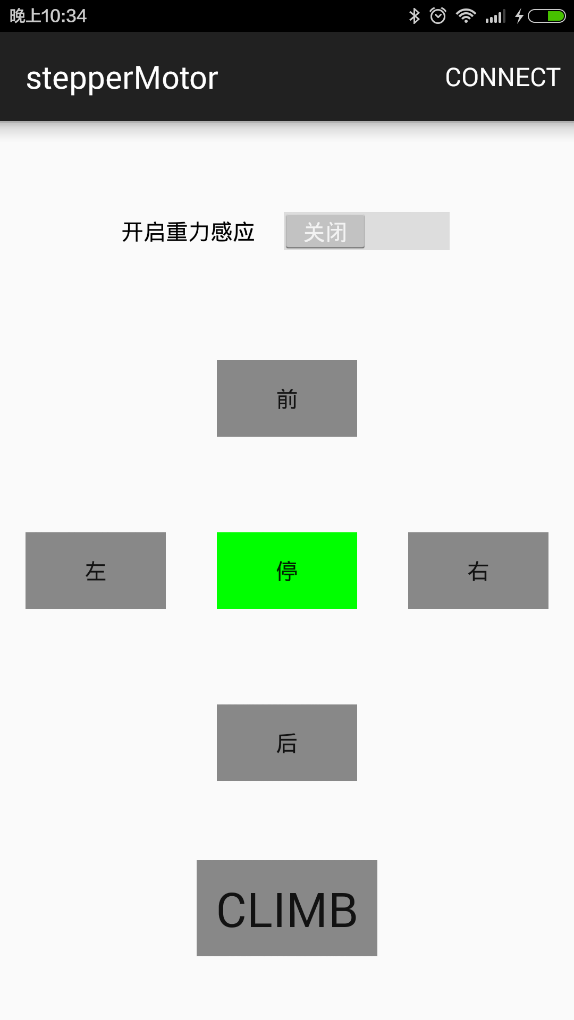 晚上10:34
stepperMotor CONNECT
开启重力感应 关闭
前
左 停 右
后
CLIMB